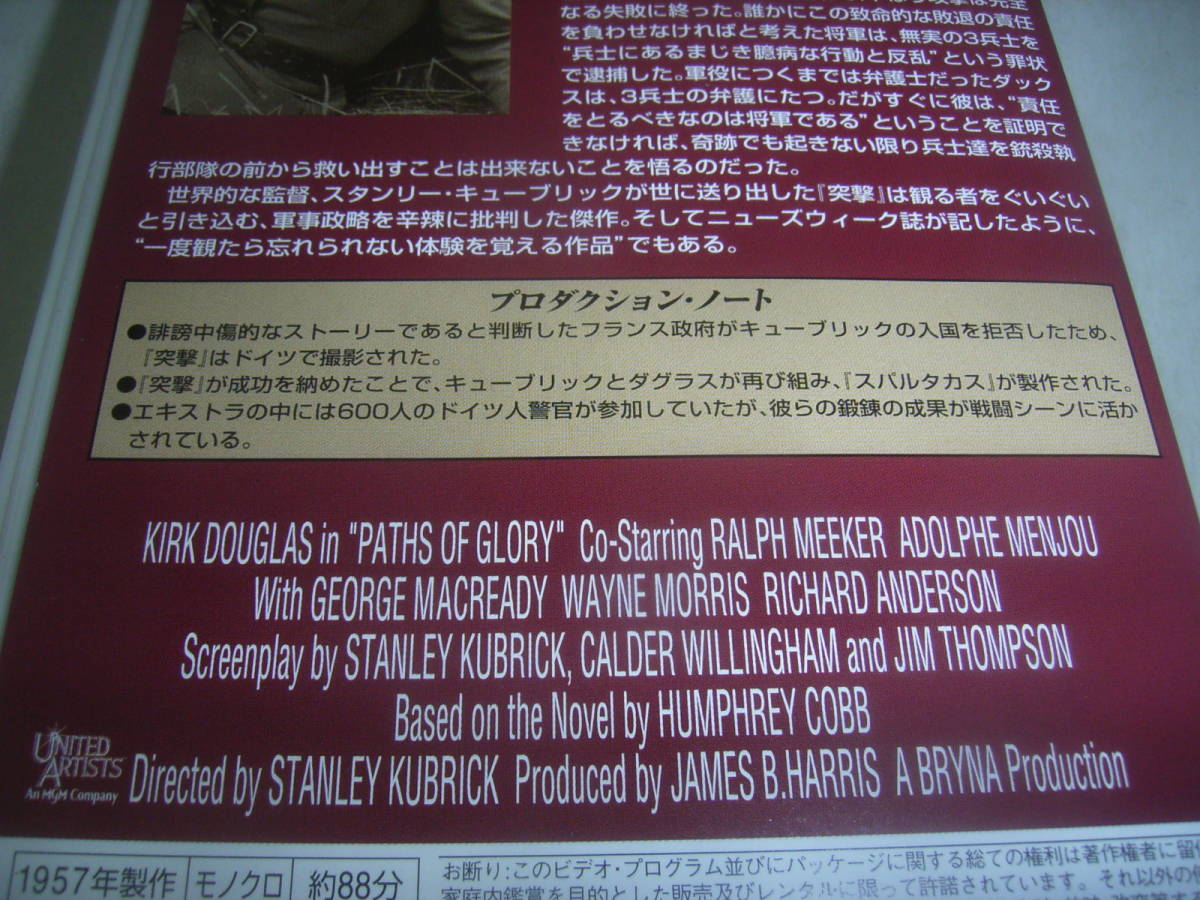 なる失敗に終った。誰かにこの致命的な敗退の責任
を負わせなければと考えた将軍は、無実の3兵士を
“兵士にあるまじき臆病な行動と反乱”という罪状
で逮捕した。軍役につくまでは弁護士だったダック
スは、3兵士の弁護にたつ。だがすぐに彼は、“責任
をとるべきなのは将軍である”ということを証明で
きなければ、奇跡でも起きない限り兵士達を銃殺執
行部隊の前から救い出すことは出来ないことを悟るのだった。
世界的な監督、スタンリー・キューブリックが世に送り出した『突撃』は観る者をぐいぐい
と引き込む、軍事政略を辛辣に批判した傑作。そしてニューズウィーク誌が記したように、
“一度観たら忘れられない体験を覚える作品”でもある。
プロダクション・ノート
●誹謗中傷的なストーリーであると判断したフランス政府がキューブリックの入国を拒否したため、
『突撃』はドイツで撮影された。
●『突撃』が成功を納めたことで、キューブリックとダグラスが再び組み、『スパルタカス』が製作された。
●エキストラの中には600人のドイツ人警官が参加していたが、彼らの鍛錬の成果が戦闘シーンに活か
されている。
KIRK DOUGLAS in "PATHS OF GLORY" Co-Starring RALPH MEEKER ADOLPHE MENJOU
With GEORGE MACREADY WAYNE MORRIS RICHARD ANDERSON
Screenplay by STANLEY KUBRICK, CALDER WILLINGHAM and JIM THOMPSON
Based on the Novel by HUMPHREY COBB
Directed by STANLEY KUBRICK Produced by JAMES B.HARRIS A BRYNA Production
UNITED
ARTISTS
An MGM Company
1957年製作 モノクロ 約88分
お断り:このビデオ・プログラム並びにパッケージに関する総ての権利は著作権者に留
家庭内鑑賞を目的とした販売及びレンタルに限って許諾されています。それ以外の